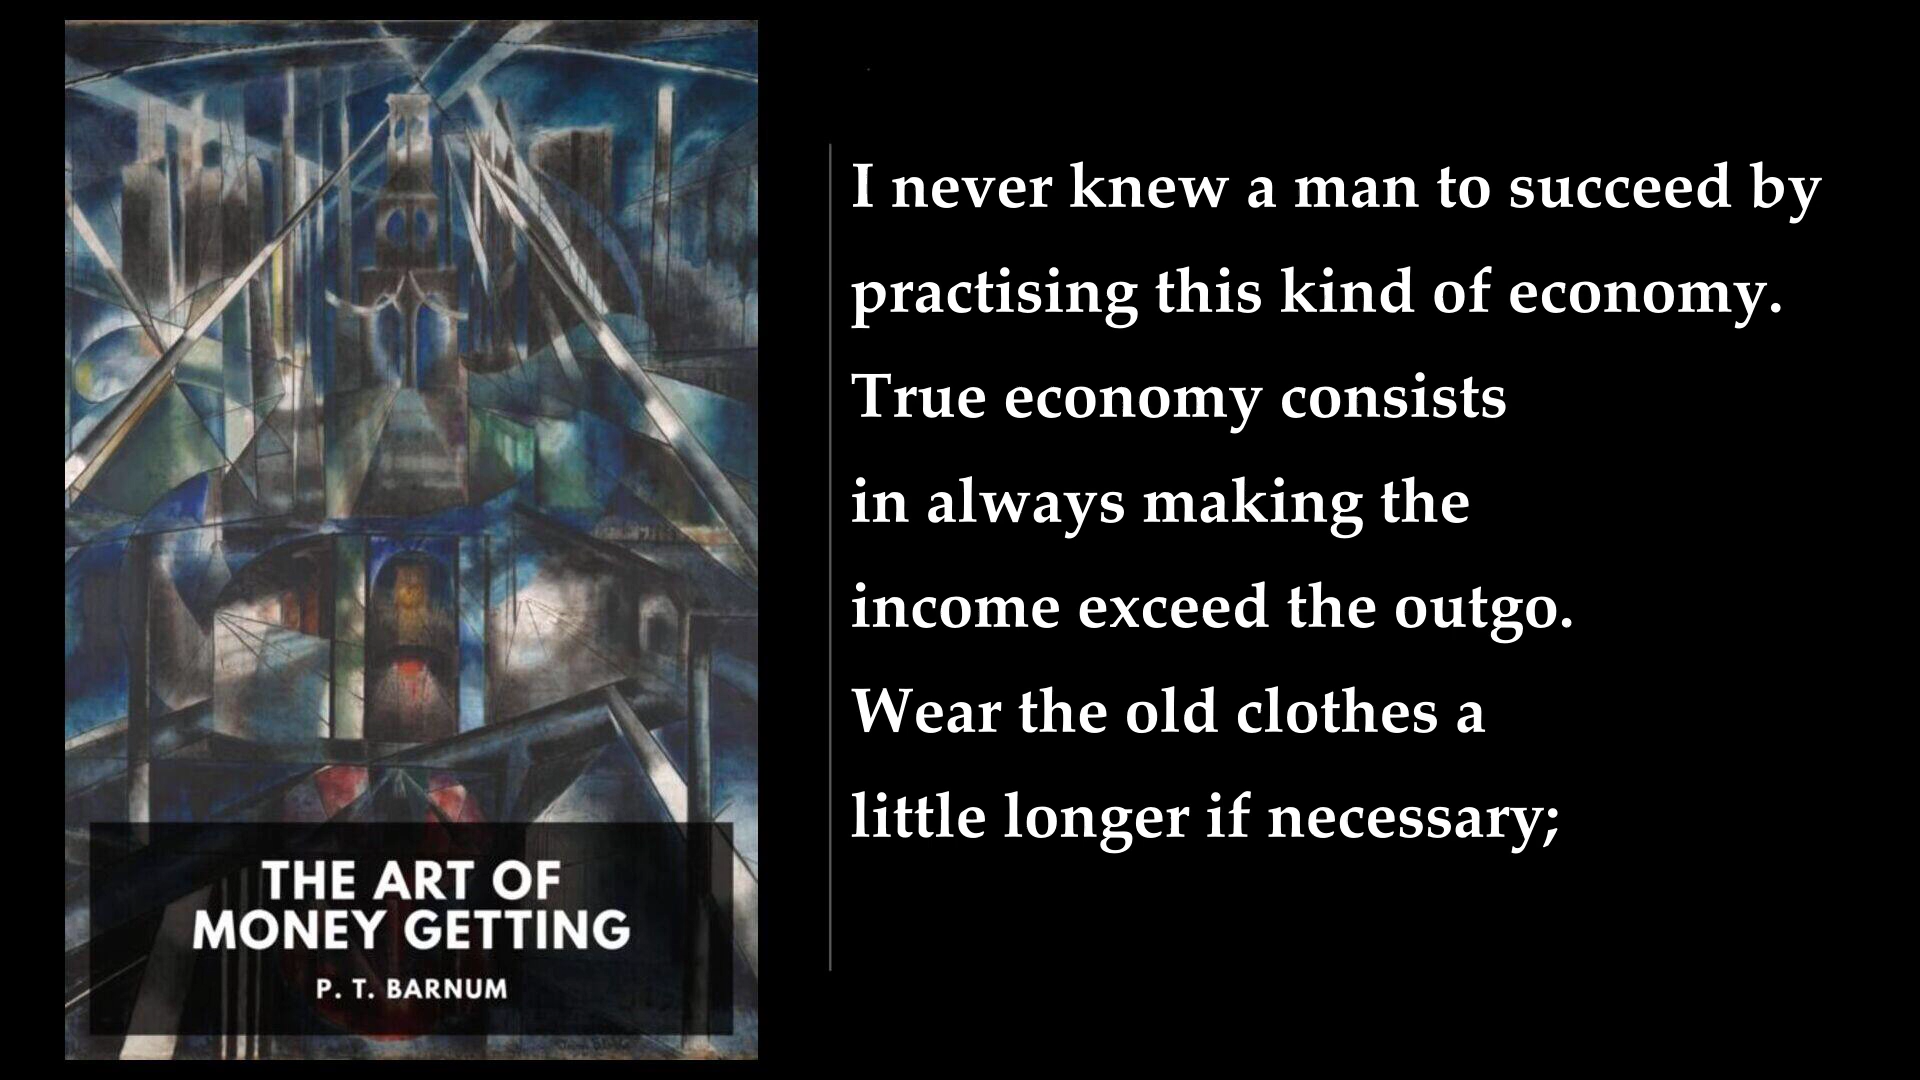 THE ART OF
MONEY GETTING
P. T. BARNUM
I never knew a man to succeed by
practising this kind of economy.
True economy consists
in always making the
income exceed the outgo.
Wear the old clothes a
little longer if necessary;